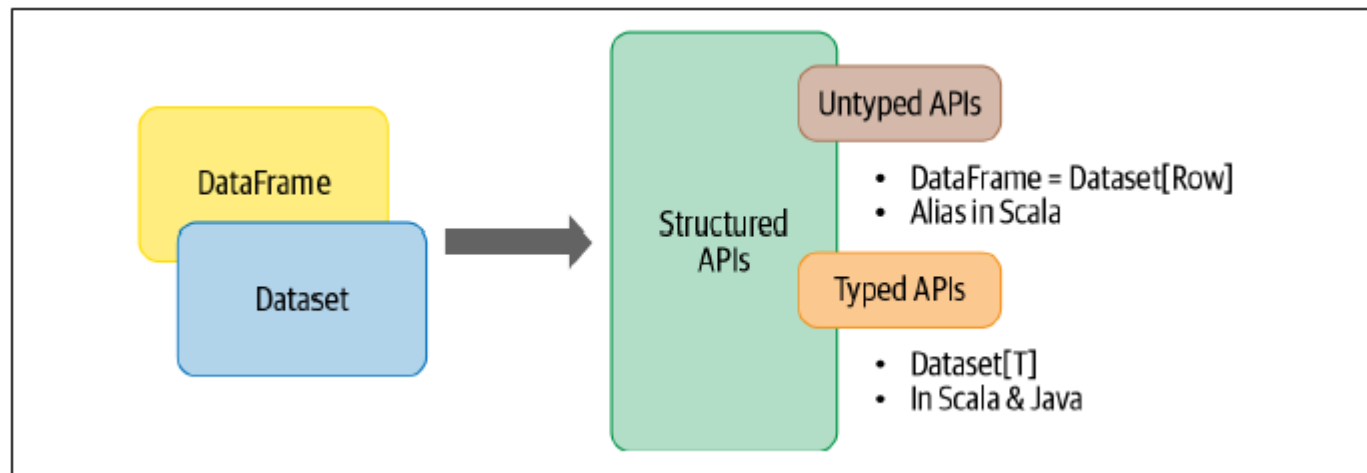 DataFrame
Dataset
Structured
APIs
Untyped APIs
• DataFrame = Dataset[Row]
• Alias in Scala
Typed APIs
• Dataset[T]
• In Scala & Java